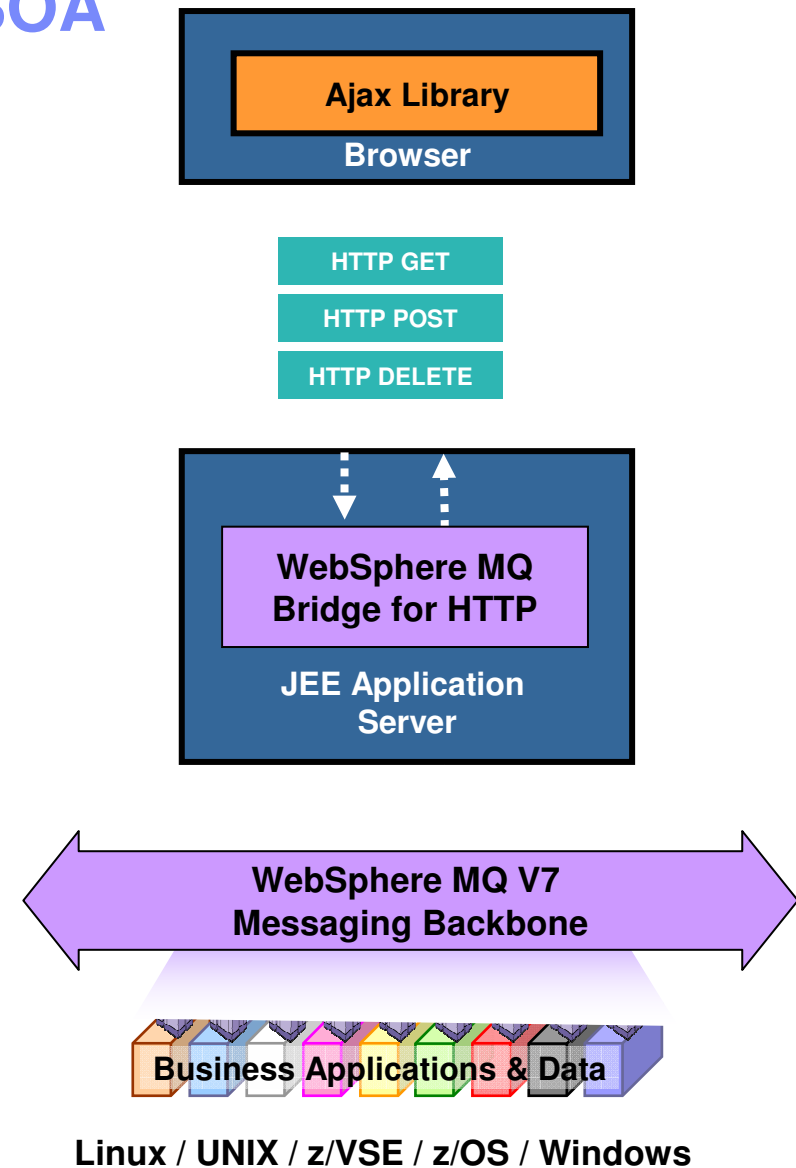 SOA
Ajax Library
Browser
HTTP GET
HTTP POST
HTTP DELETE
WebSphere MQ
Bridge for HTTP
JEE Application
Server
WebSphere MQ V7
Messaging Backbone
Business Applications & Data
Linux / UNIX / z/VSE / z/OS / Windows